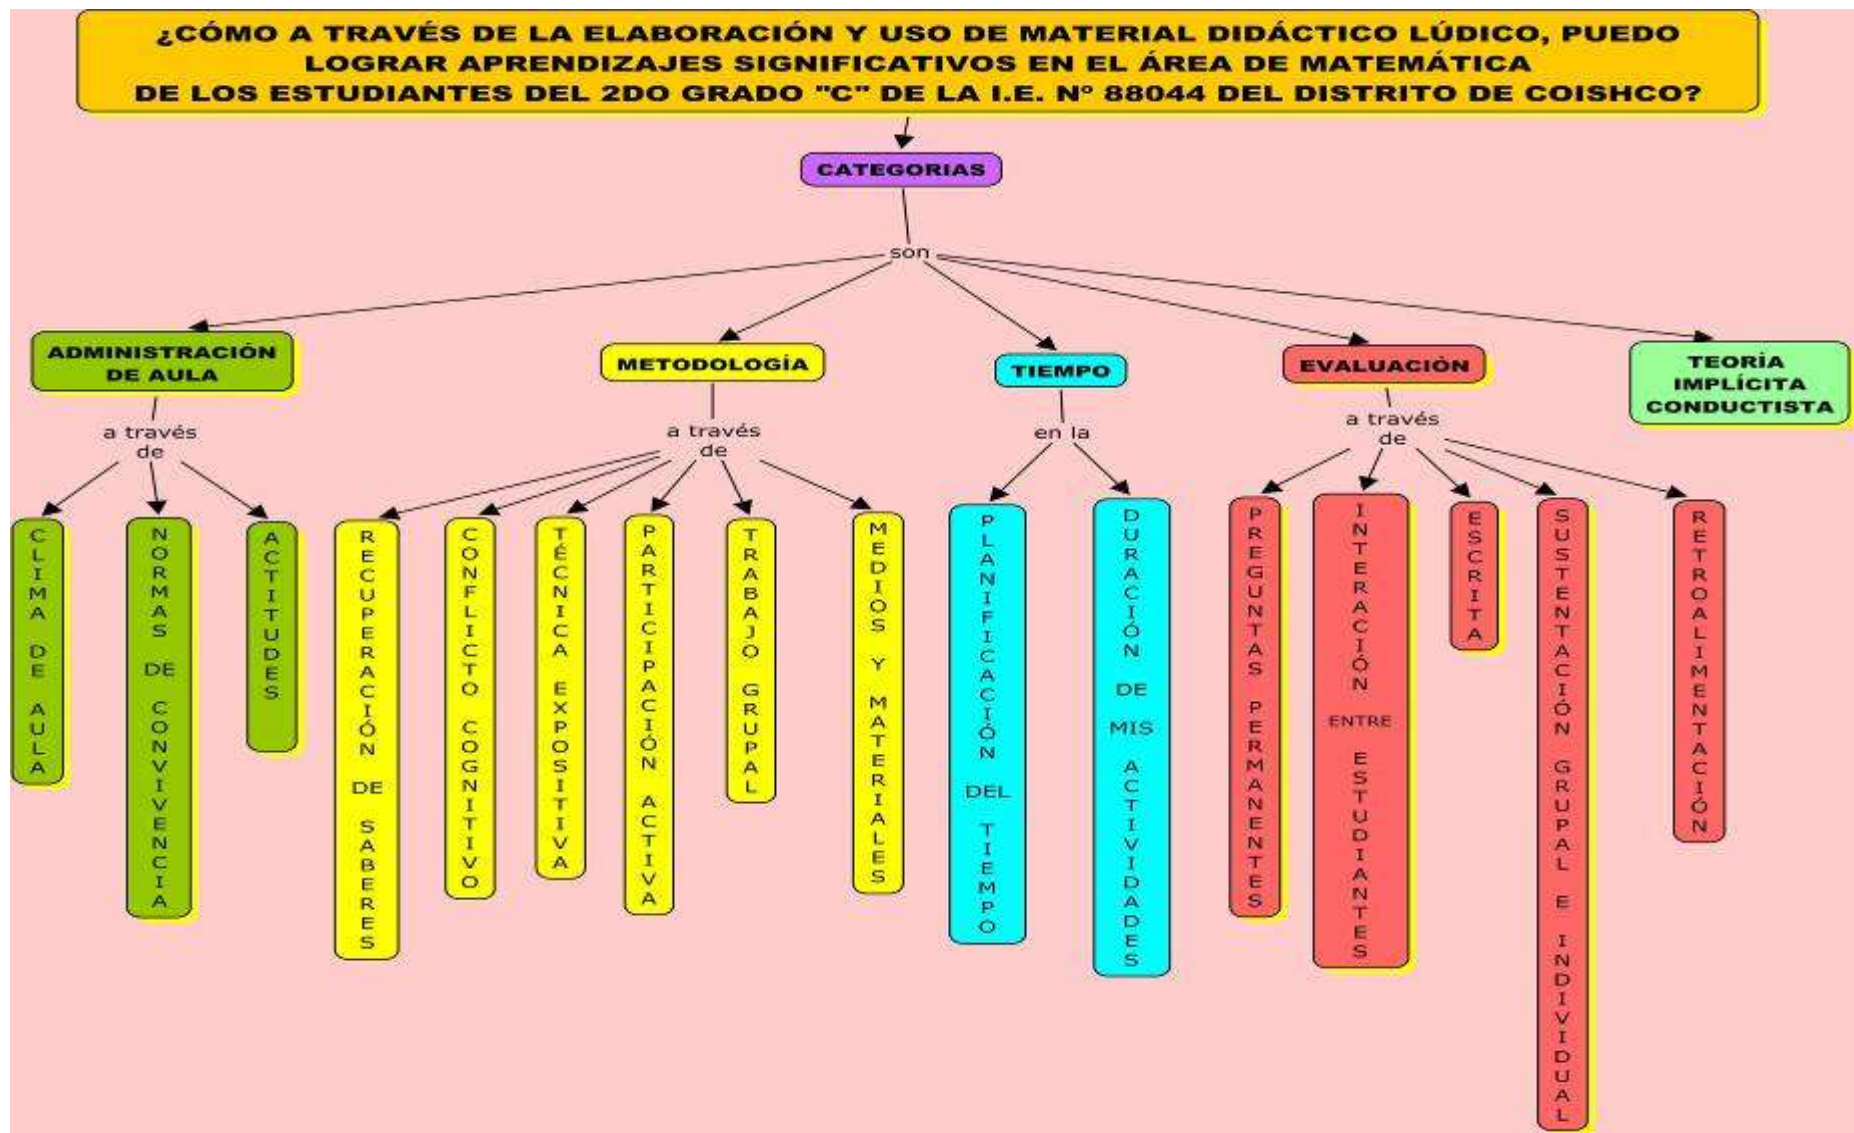 ¿CÓMO A TRAVÉS DE LA ELABORACIÓN Y USO DE MATERIAL DIDÁCTICO LÚDICO, PUEDO
LOGRAR APRENDIZAJES SIGNIFICATIVOS EN EL ÁREA DE MATEMÁTICA
DE LOS ESTUDIANTES DEL 2DO GRADO "C" DE LA I.E. Nº 88044 DEL DISTRITO DE COISHCO?
CATEGORIAS
son
ADMINISTRACIÓN
DE AULA
METODOLOGÍA
TIEMPO
EVALUACIÒN
TEORÌA
IMPLÍCITA
CONDUCTISTA
a través
de
a través
de
en la
a través
de
CLIMA DE AULA
NORMAS DE CONVIVENCIA
ACTITUDES
RECUPERACIÓN DE SABERES
CONFLICTO COGNITIVO
TÉCNICA EXPOSITIVA
PARTICIPACIÓN ACTIVA
TRABAJO GRUPAL
MEDIOS Y MATERIALES
PLANIFICACIÓN DEL TIEMPO
DURACIÓN DE MIS ACTIVIDADES
PREGUNTAS PERMANENTES
INTERACIÓN ENTRE ESTUDIANTES
ESCRITA
SUSTENTACIÓN GRUPAL E INDIVIDUAL
RETROALIMENTACIÓN